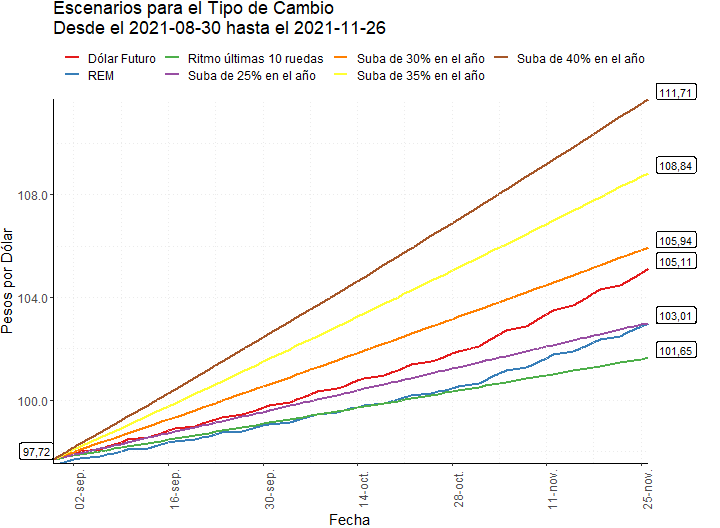 Escenarios para el Tipo de Cambio
Desde el 2021-08-30 hasta el 2021-11-26
Dólar Futuro
Ritmo últimas 10 ruedas
Suba de 30% en el año
Suba de 40% en el año
REM
Suba de 25% en el año
Suba de 35% en el año
111,71
108,84
108.0
105,94
105,11
104.0
103,01
101,65
100.0
97,72
Pesos por Dólar
02-sep.
16-sep.
30-sep.
14-oct.
28-oct.
11-nov.
25-nov.
Fecha